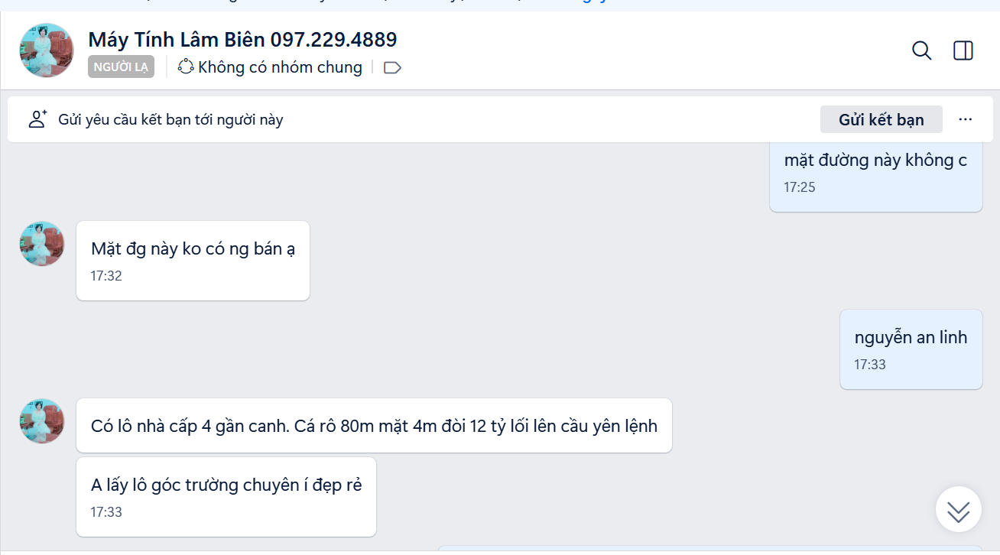 Máy Tính Lâm Biên 097.229.4889
NGƯỜI LẠ
Không có nhóm chung
Gửi yêu cầu kết bạn tới người này
Gửi kết bạn
mặt đường này không c
17:25
Mặt đg này ko có ng bán ạ
17:32
nguyễn an linh
17:33
Có lô nhà cấp 4 gần canh. Cá rô 80m mặt 4m đòi 12 tỷ lối lên cầu yên lệnh
A lấy lô góc trường chuyên í đẹp rẻ
17:33